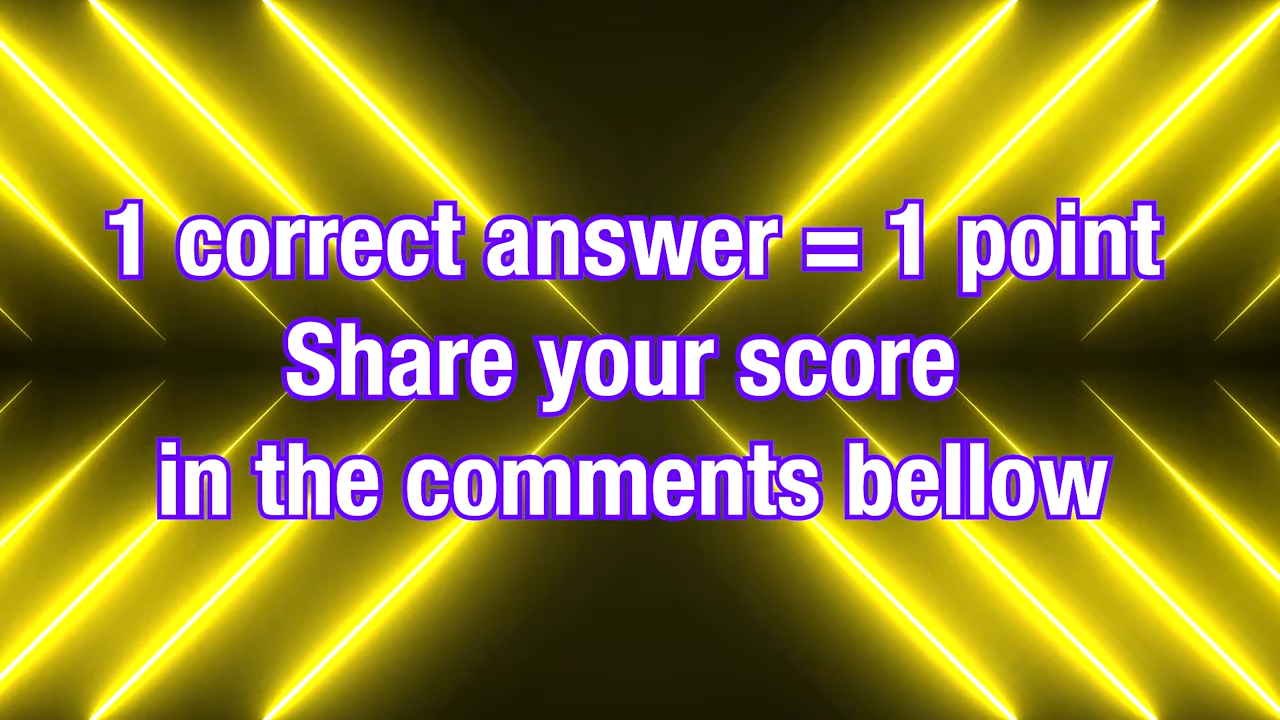 1 correct answer = 1 point
Share your score
in the comments bellow